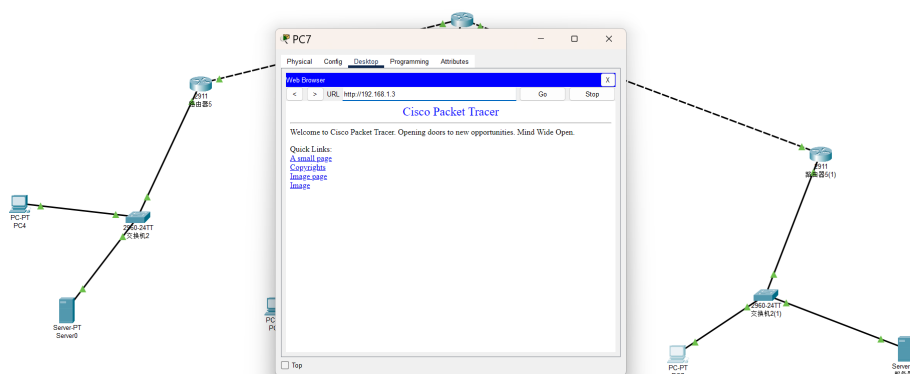 PC7
Physical Config Desktop Programming Attributes
Web Browser X
< > URL http://192.168.1.3 Go Stop
Cisco Packet Tracer
Welcome to Cisco Packet Tracer. Opening doors to new opportunities. Mind Wide Open.
Quick Links:
A small page
Copyrights
Image page
Image
Top
2911
路由器5
PC-PT
PC4
2960-24TT
交换机2
Server-PT
Server0
2911
路由器5(1)
2960-24TT
交换机2(1)
PC-PT